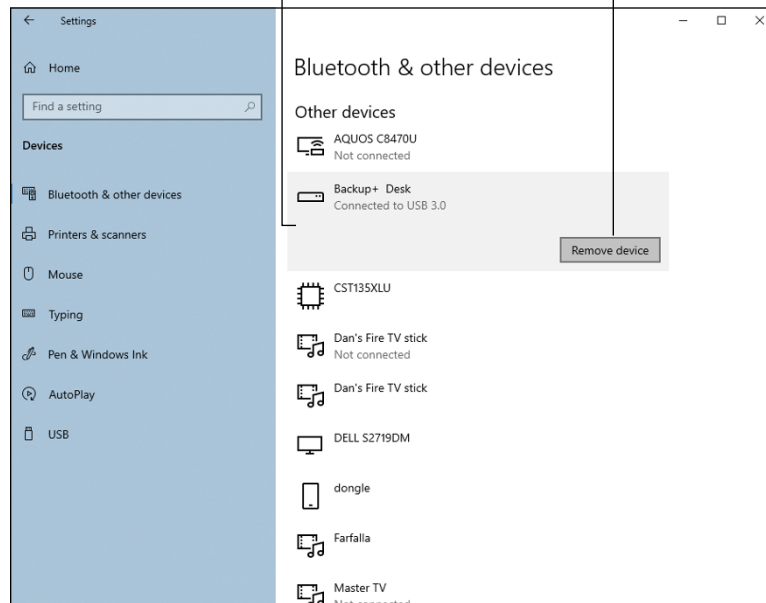 Settings
Home
Find a setting
Devices
Bluetooth & other devices
Printers & scanners
Mouse
Typing
Pen & Windows Ink
AutoPlay
USB
Bluetooth & other devices
Other devices
AQUOS C8470U
Not connected
Backup+ Desk
Connected to USB 3.0
Remove device
CST135XLU
Dan's Fire TV stick
Not connected
Dan's Fire TV stick
DELL S2719DM
dongle
Farfalla
Master TV
Not connected